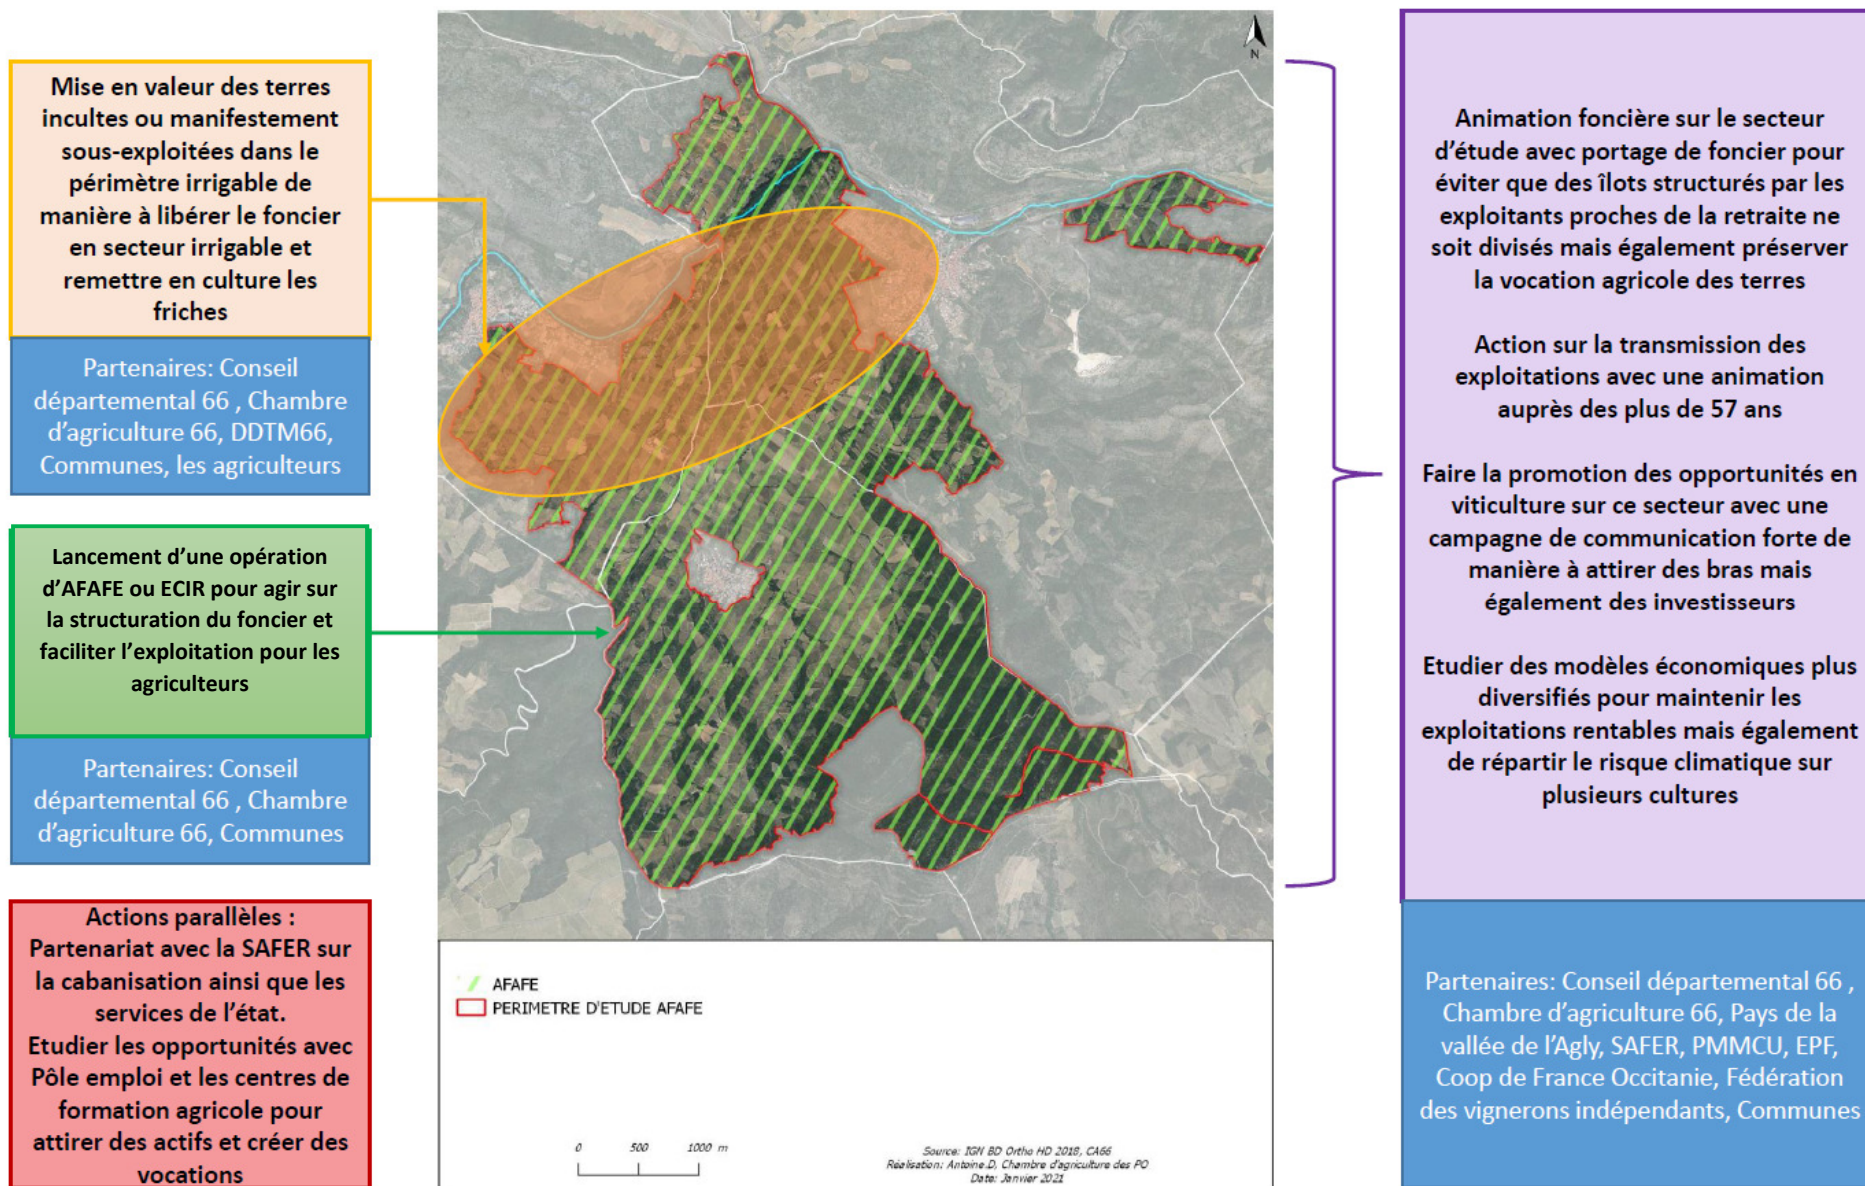 Mise en valeur des terres
incultes ou manifestement
sous-exploitées dans le
périmètre irrigable de
manière à libérer le foncier
en secteur irrigable et
remettre en culture les
friches
Partenaires: Conseil
départemental 66 , Chambre
d'agriculture 66, DDTM66,
Communes, les agriculteurs
Lancement d'une opération
d'AFAFE ou ECIR pour agir sur
la structuration du foncier et
faciliter l'exploitation pour les
agriculteurs
Partenaires: Conseil
départemental 66 , Chambre
d'agriculture 66, Communes
Actions parallèles :
Partenariat avec la SAFER sur
la cabanisation ainsi que les
services de l'état.
Etudier les opportunités avec
Pôle emploi et les centres de
formation agricole pour
attirer des actifs et créer des
vocations
N
AFAFE
PERIMETRE D'ETUDE AFAFE
0 500 1000 m
Source: IGN BD Ortho HD 2018, CA66
Réalisation: Antoine.D, Chambre d'agriculture des PO
Date: Janvier 2021
Animation foncière sur le secteur
d'étude avec portage de foncier pour
éviter que des îlots structurés par les
exploitants proches de la retraite ne
soit divisés mais également préserver
la vocation agricole des terres
Action sur la transmission des
exploitations avec une animation
auprès des plus de 57 ans
Faire la promotion des opportunités en
viticulture sur ce secteur avec une
campagne de communication forte de
manière à attirer des bras mais
également des investisseurs
Etudier des modèles économiques plus
diversifiés pour maintenir les
exploitations rentables mais également
de répartir le risque climatique sur
plusieurs cultures
Partenaires: Conseil départemental 66 ,
Chambre d'agriculture 66, Pays de la
vallée de l'Agly, SAFER, PMMCU, EPF,
Coop de France Occitanie, Fédération
des vignerons indépendants, Communes